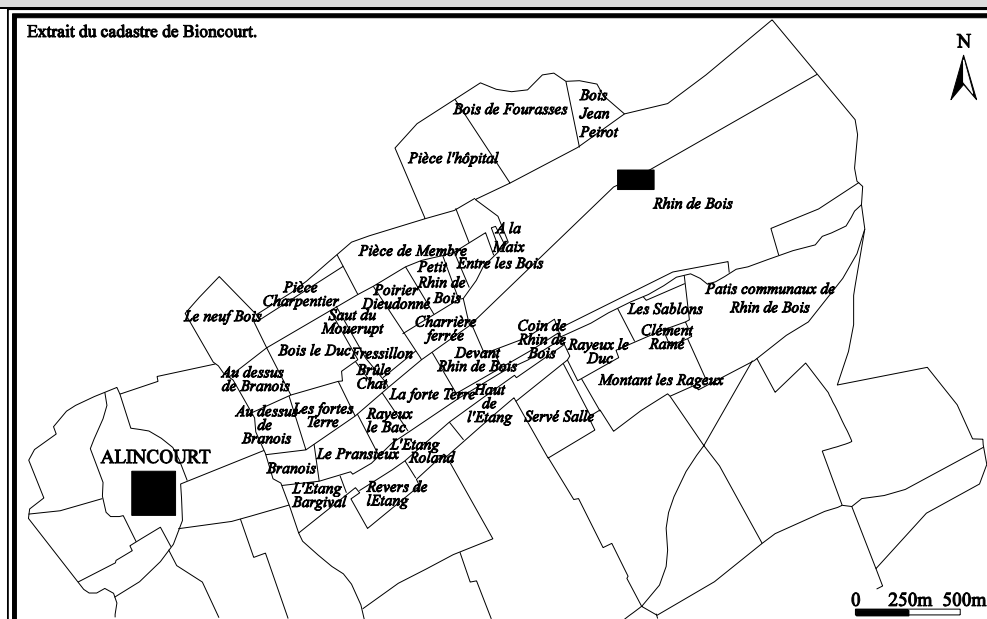 Extrait du cadastre de Bioncourt.
N
Bois de Fourasses
Bois
Jean
Peirot
Pièce l'hôpital
Rhin de Bois
A la
Maix
Pièce de Membre
Entre les Bois
Petit
Rhin de
Bois
Pièce
Charpentier
Poirier
Dieudonné
Patis communaux de
Rhin de Bois
Les Sablons
Le neuf Bois
Saut du
Mouerupt
Charrière
ferrée
Coin de
Rhin de
Bois
Clément
Ramé
Rayeux le
Duc
Bois le Duc
Fressillon
Devant
Rhin de Bois
Brûle
Chat
Au dessus
de Branois
Montant les Rageux
La forte Terre
Haut
de
l'Etang
Au dessus
de
Branois
Les fortes
Terre
Rayeux
le Bac
Servé Salle
L'Etang
Roland
Le Pransieux
ALINCOURT
Branois
L'Etang
Bargival
Revers de
lEtang
0 250m 500m